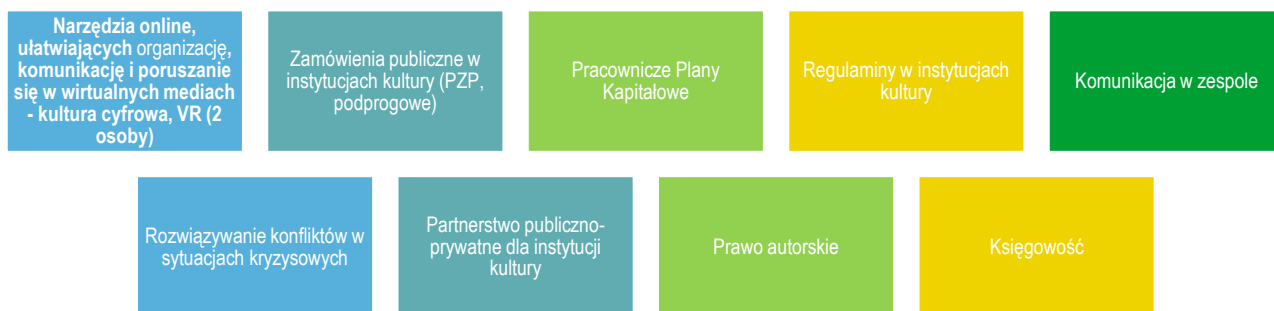 Narzędzia online,
ułatwiających organizację,
komunikację i poruszanie
się w wirtualnych mediach
- kultura cyfrowa, VR (2
osoby)
Zamówienia publiczne w
instytucjach kultury (PZP,
podprogowe)
Pracownicze Plany
Kapitałowe
Regulaminy w instytucjach
kultury
Komunikacja w zespole
Rozwiązywanie konfliktów w
sytuacjach kryzysowych
Partnerstwo publiczno-
prywatne dla instytucji
kultury
Prawo autorskie
Księgowość